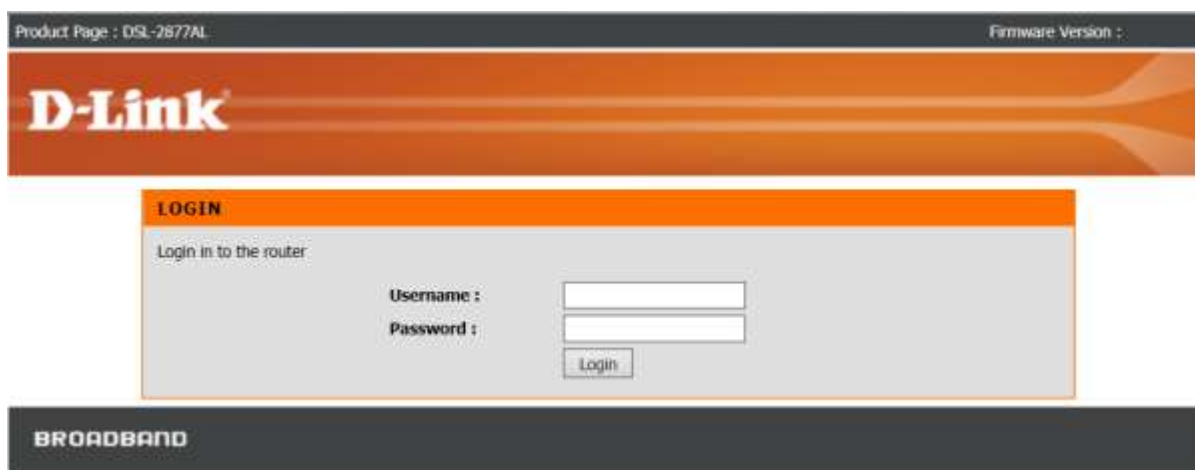 Product Page : DSL-2877AL Firmware Version :
D-Link
LOGIN
Login in to the router
Username :
Password :
Login
BROADBAND